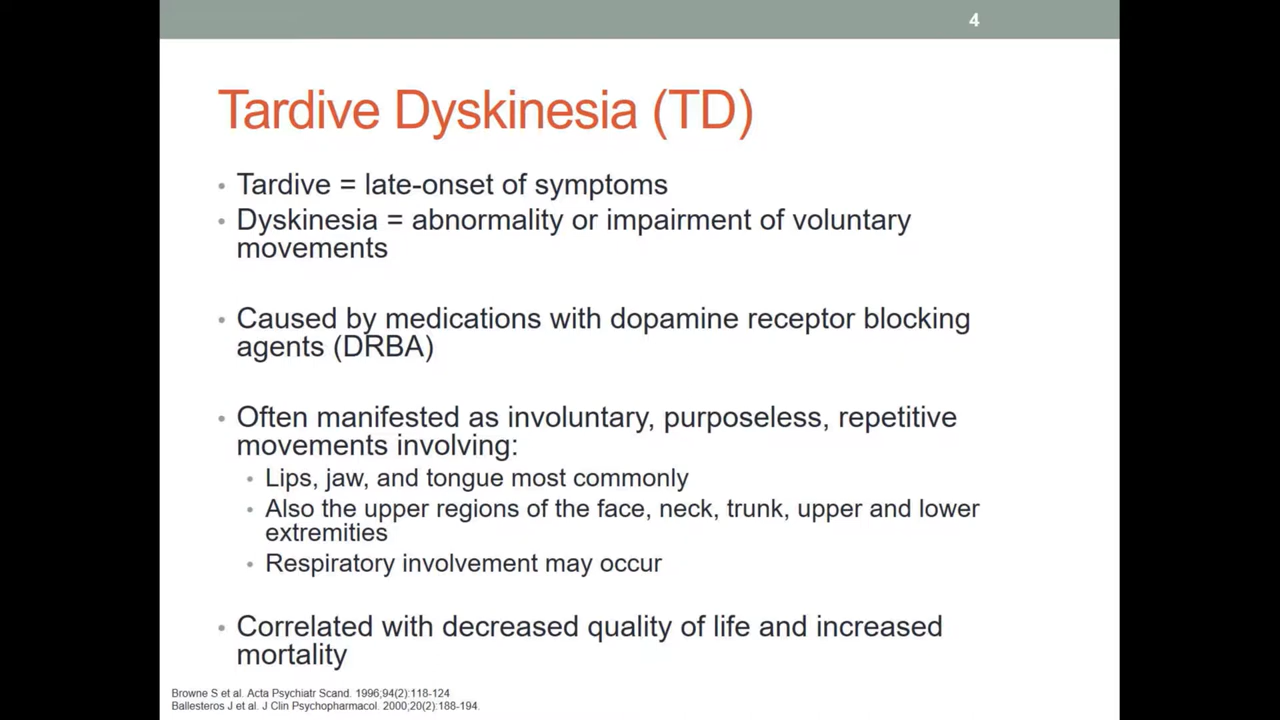 4
Tardive Dyskinesia (TD)
• Tardive = late-onset of symptoms
• Dyskinesia = abnormality or impairment of voluntary
movements
• Caused by medications with dopamine receptor blocking
agents (DRBA)
• Often manifested as involuntary, purposeless, repetitive
movements involving:
• Lips, jaw, and tongue most commonly
• Also the upper regions of the face, neck, trunk, upper and lower
extremities
• Respiratory involvement may occur
• Correlated with decreased quality of life and increased
mortality
Browne S et al. Acta Psychiatr Scand. 1996;94(2):118-124
Ballesteros J et al. J Clin Psychopharmacol. 2000;20(2):188-194.